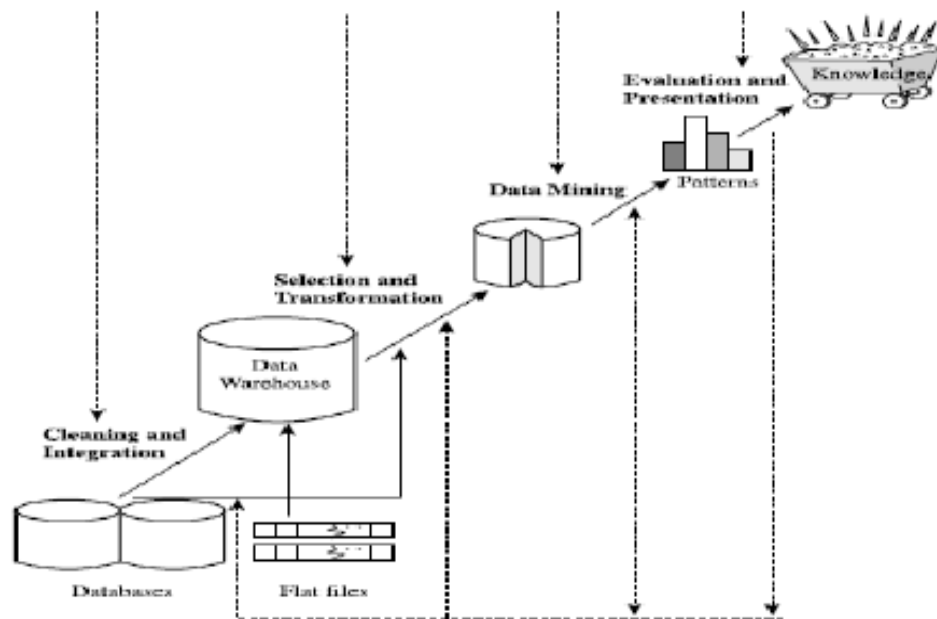 Evaluation and
Presentation
Knowledge
Patterns
Data Mining
Selection and
Transformation
Data
Warehouse
Cleaning and
Integration
Databases
Flat files